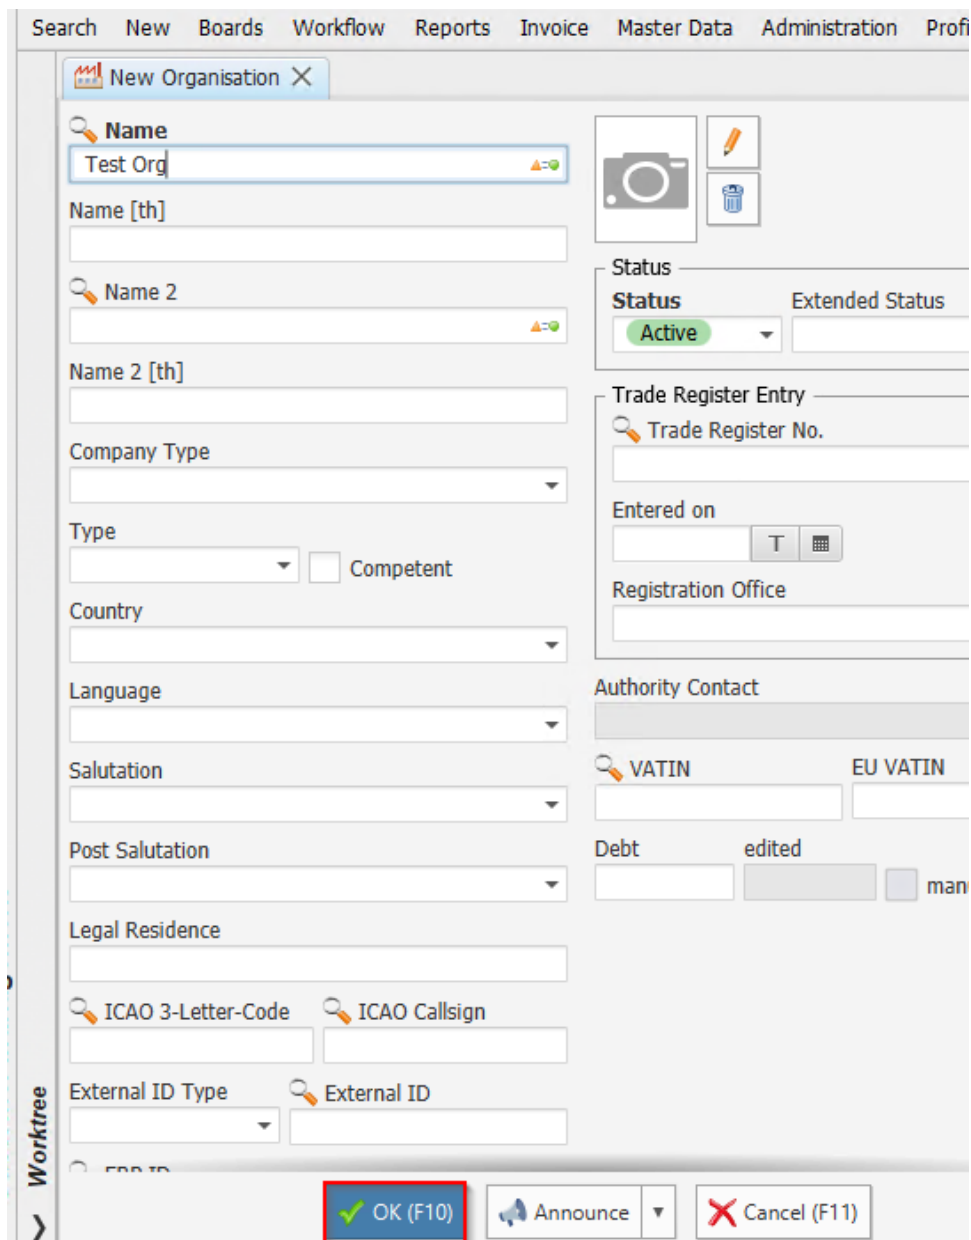 Search New Boards Workflow Reports Invoice Master Data Administration
New Organisation
Name
Test Org
Name [th]
Name 2
Name 2 [th]
Company Type
Type
Competent
Country
Language
Salutation
Post Salutation
Legal Residence
ICAO 3-Letter-Code ICAO Callsign
External ID Type External ID
Status
Status Extended Status
Active
Trade Register Entry
Trade Register No.
Entered on
T
Registration Office
Authority Contact
VATIN EU VATIN
Debt edited
Worktree
OK (F10) Announce Cancel (F11)